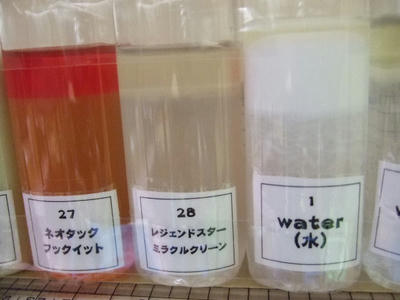 27
ネオタック
フックイット
28
レジェンドスター
ミラクルクリーン
1
water
(水)